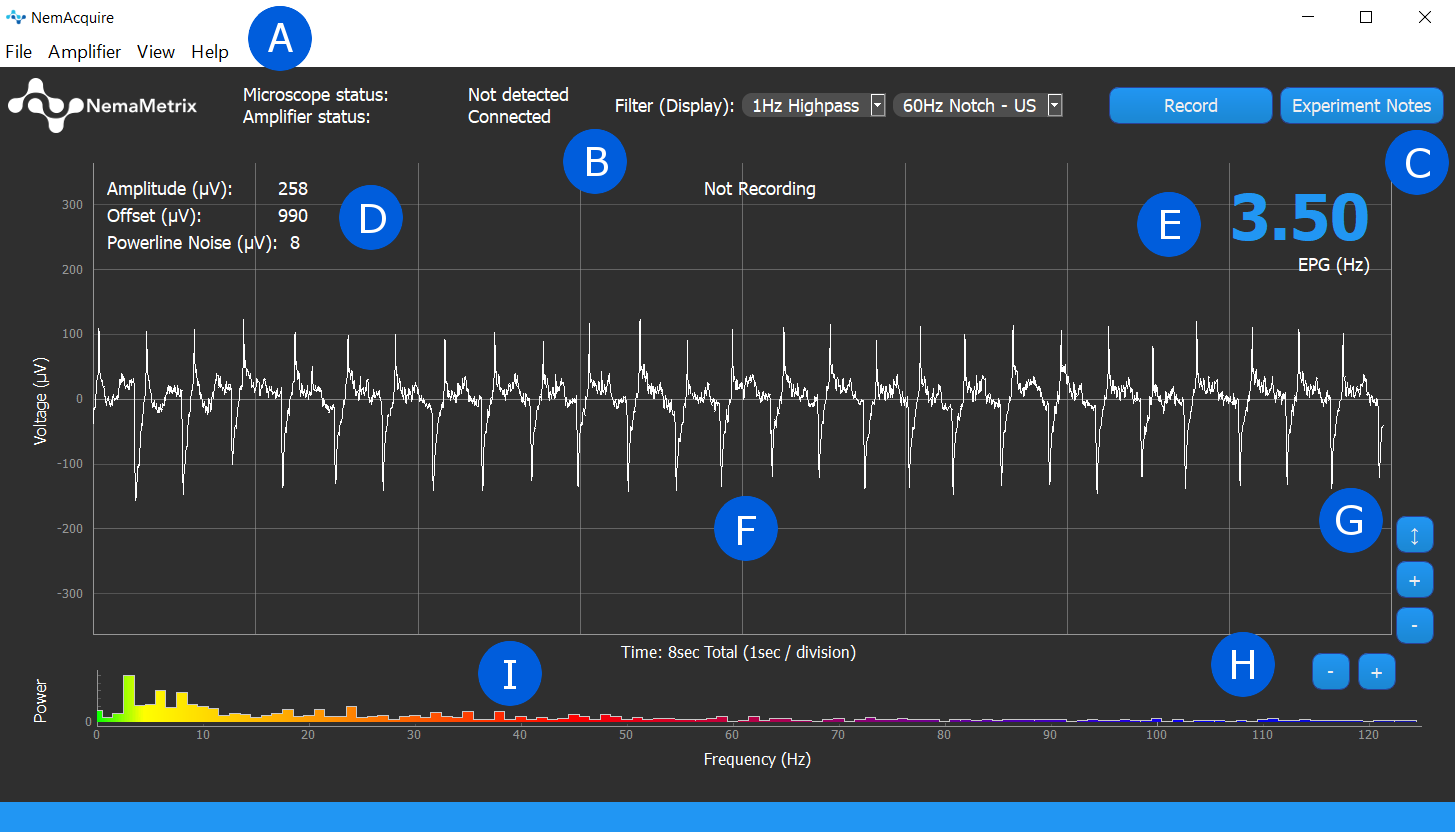 NemAcquire
File Amplifier View Help
A
NemaMetrix
Microscope status: Not detected
Amplifier status: Connected
Filter (Display): 1Hz Highpass 60Hz Notch - US
Record
Experiment Notes
B
C
Amplitude (µV): 258
Offset (µV): 990
Powerline Noise (µV): 8
D
Not Recording
E
3.50
EPG (Hz)
Voltage (µV)
300
200
100
0
-100
-200
-300
F
G
↕
+
-
Time: 8sec Total (1sec / division)
H
- +
I
Power
0
0 10 20 30 40 50 60 70 80 90 100 110 120
Frequency (Hz)